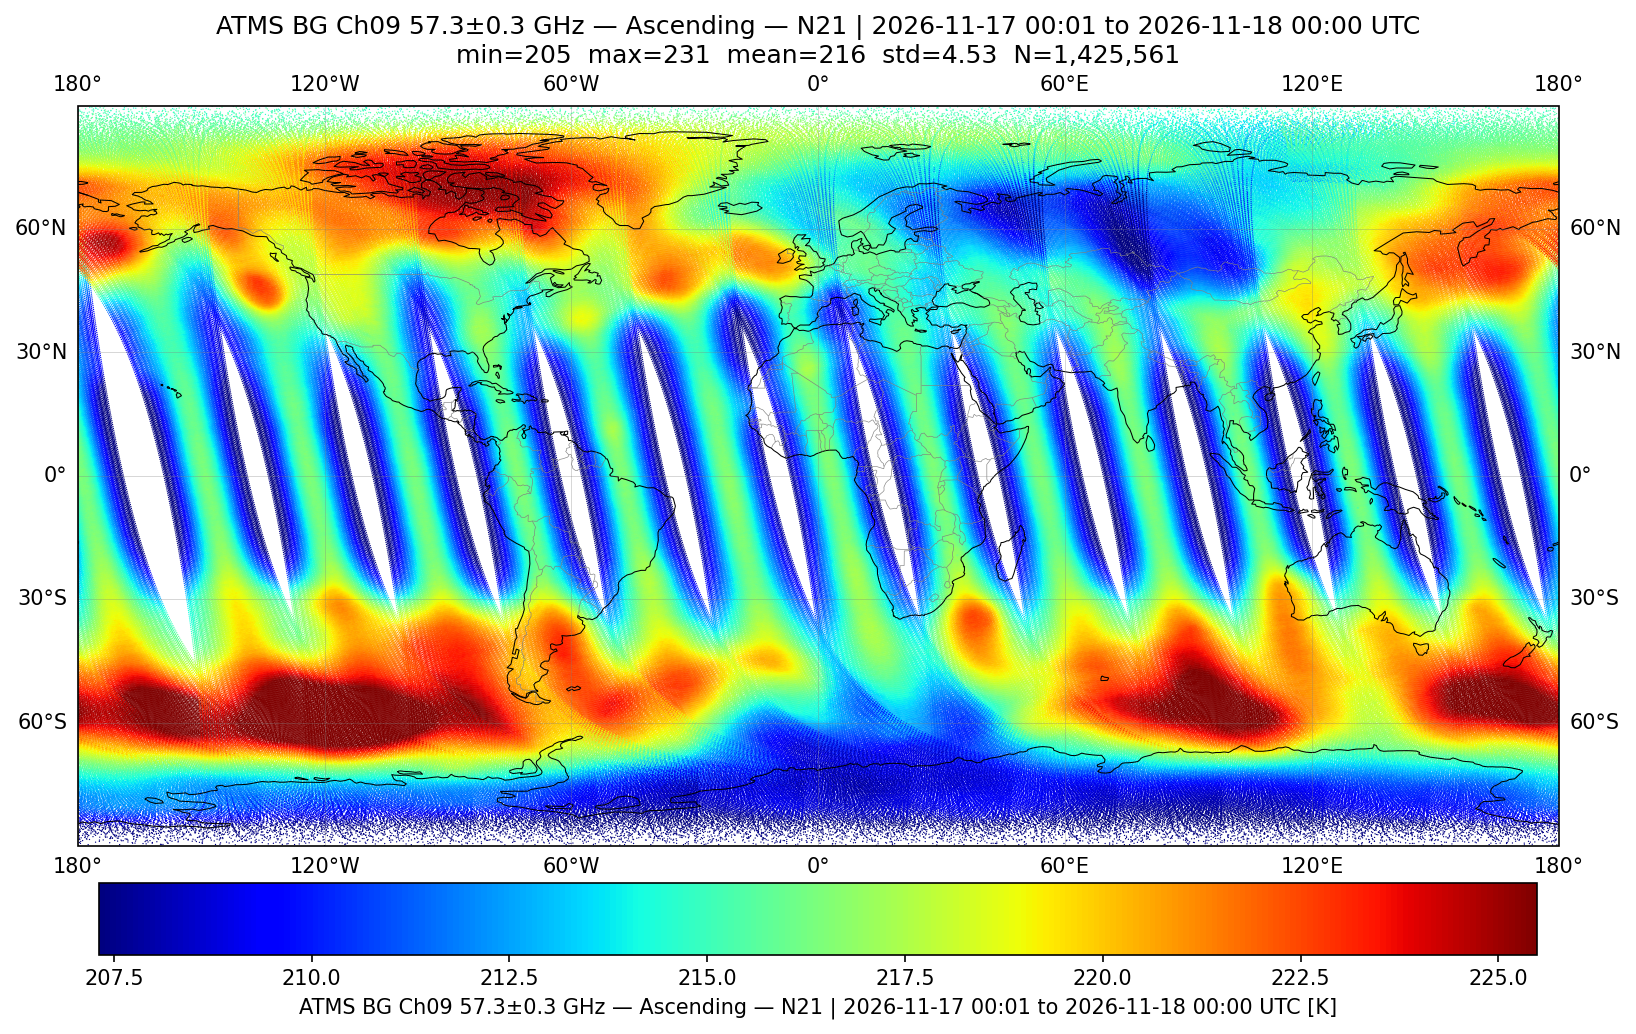 ATMS BG Ch09 57.3±0.3 GHz — Ascending — N21 | 2026-11-17 00:01 to 2026-11-18 00:00 UTC
min=205 max=231 mean=216 std=4.53 N=1,425,561
180° 120°W 60°W 0° 60°E 120°E 180°
60°N 60°N
30°N 30°N
0° 0°
30°S 30°S
60°S 60°S
180° 120°W 60°W 0° 60°E 120°E 180°
207.5 210.0 212.5 215.0 217.5 220.0 222.5 225.0
ATMS BG Ch09 57.3±0.3 GHz — Ascending — N21 | 2026-11-17 00:01 to 2026-11-18 00:00 UTC [K]